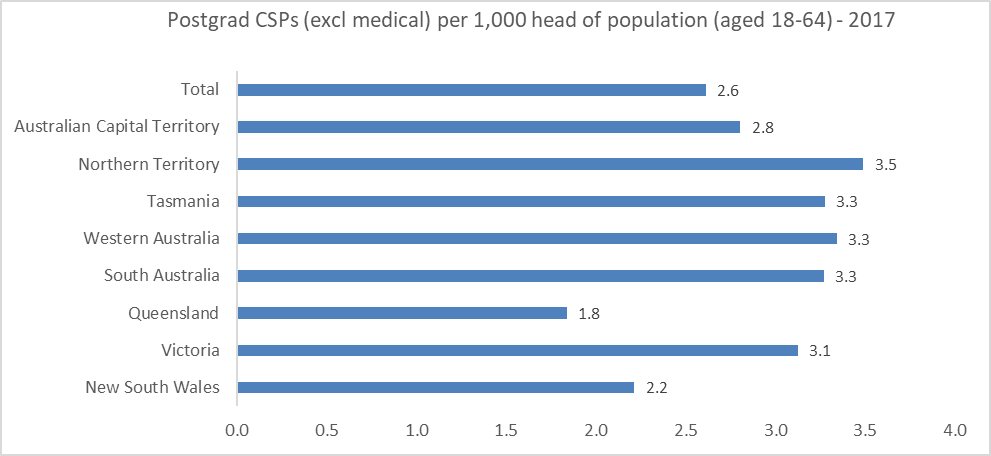 Postgrad CSPs (excl medical) per 1,000 head of population (aged 18-64) - 2017
Total 2.6
Australian Capital Territory 2.8
Northern Territory 3.5
Tasmania 3.3
Western Australia 3.3
South Australia 3.3
Queensland 1.8
Victoria 3.1
New South Wales 2.2
0.0 0.5 1.0 1.5 2.0 2.5 3.0 3.5 4.0